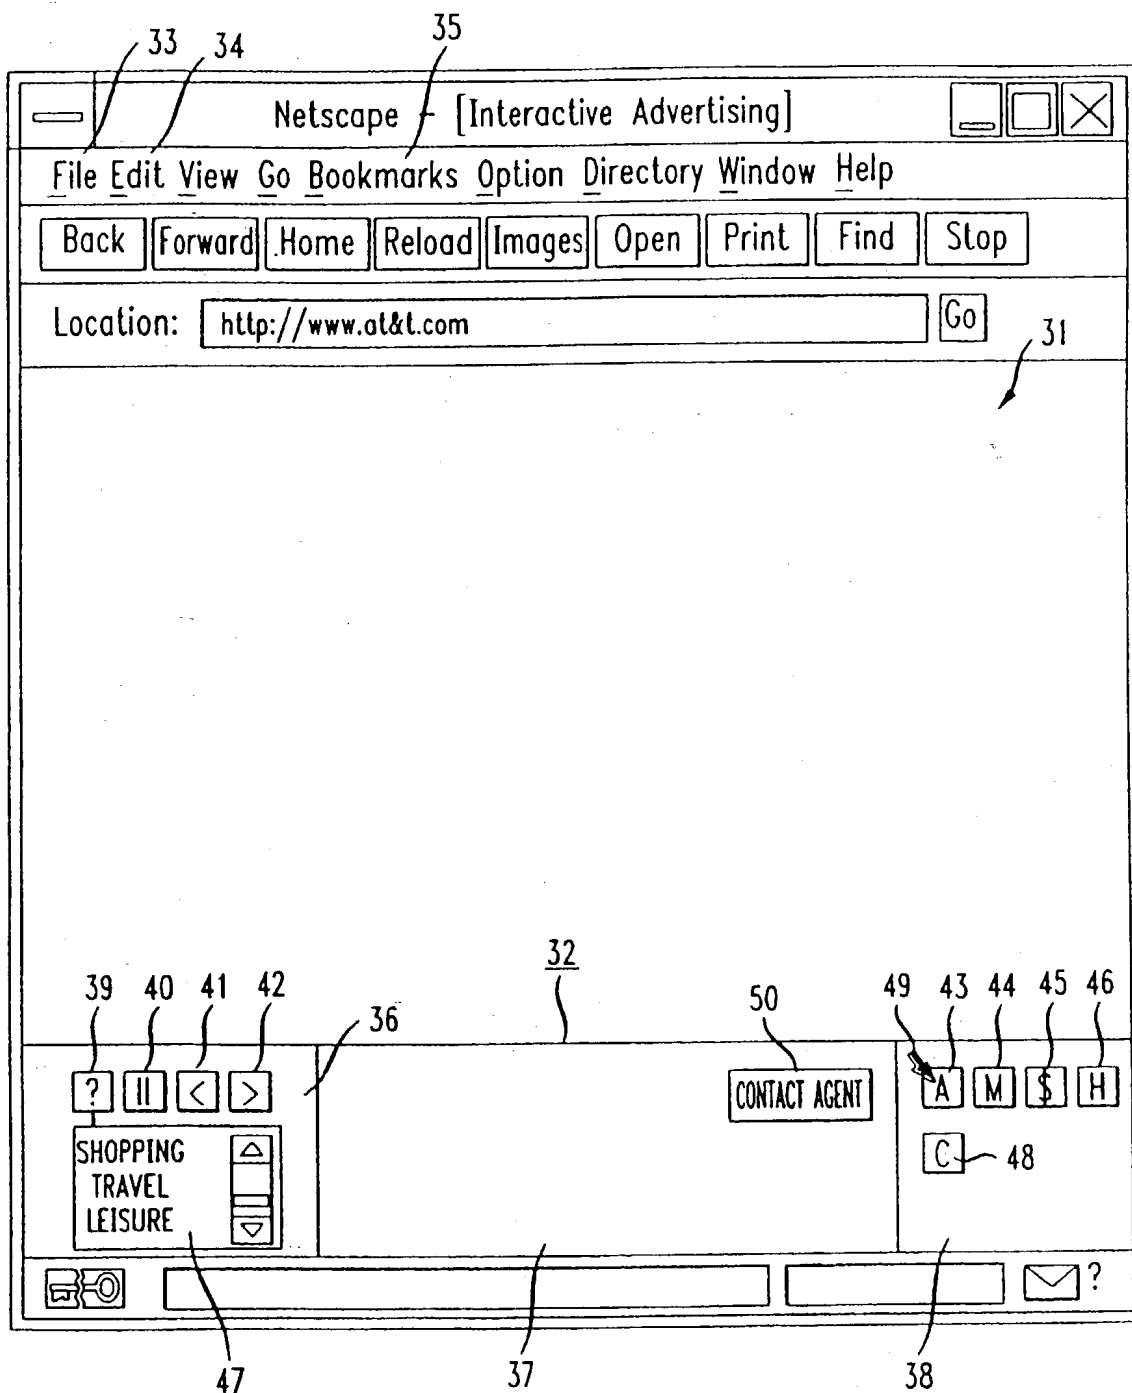 33 34 35
Netscape - [Interactive Advertising]
File Edit View Go Bookmarks Option Directory Window Help
Back Forward Home Reload Images Open Print Find Stop
Location: http://www.at&t.com Go
31
32
39 40 41 42 36 50 49 43 44 45 46
? || < > CONTACT AGENT A M $ H
SHOPPING
TRAVEL
LEISURE
C 48
?
47 37 38